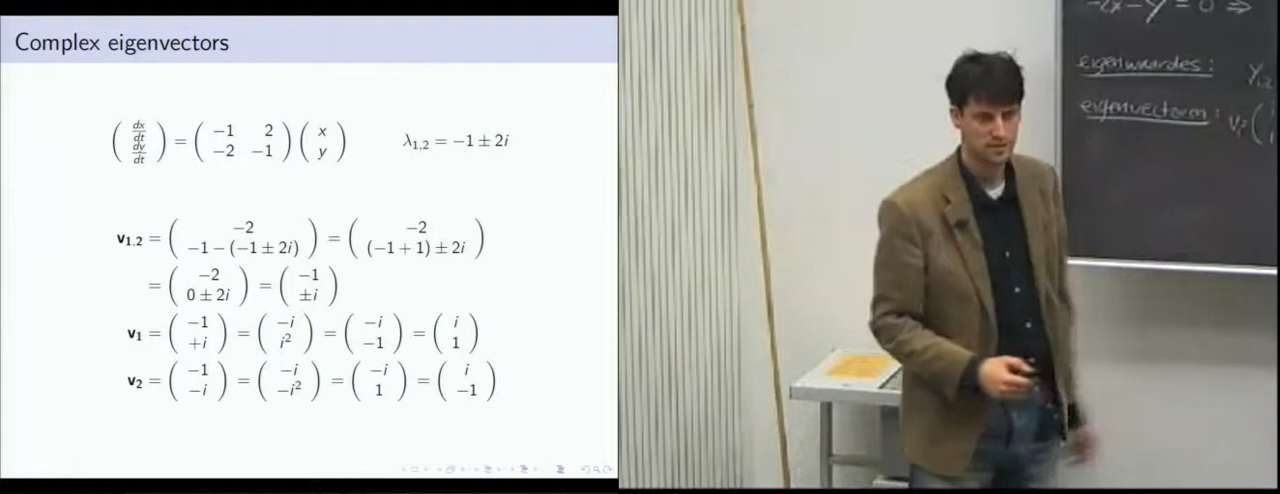 Complex eigenvectors
( dx/dt dy/dt ) = ( −1 2 −2 −1 ) ( x y ) λ1,2 = −1 ± 2i
v1,2 = ( −2 −1 − (−1 ± 2i) ) = ( −2 (−1 + 1) ± 2i )
= ( −2 0 ± 2i ) = ( −1 ±i )
v1 = ( −1 +i ) = ( −i i² ) = ( −i −1 ) = ( i 1 )
v2 = ( −1 −i ) = ( −i −i² ) = ( −i 1 ) = ( i −1 )
-2x-y=0 ⇒
eigenwaardes:
eigenvectoren: